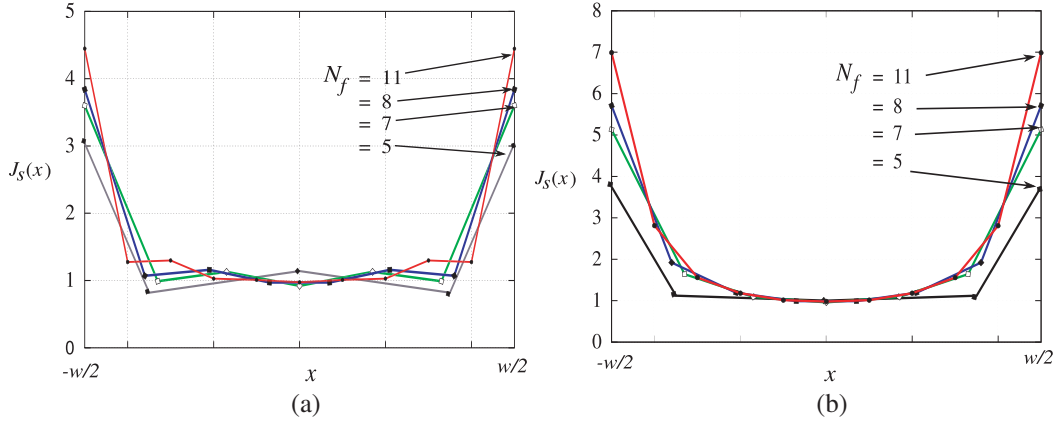 5
4
3
2
1
0
J_s(x)
N_f = 11
= 8
= 7
= 5
-w/2
x
w/2
(a)
8
7
6
5
4
3
2
1
0
J_s(x)
N_f = 11
= 8
= 7
= 5
-w/2
x
w/2
(b)